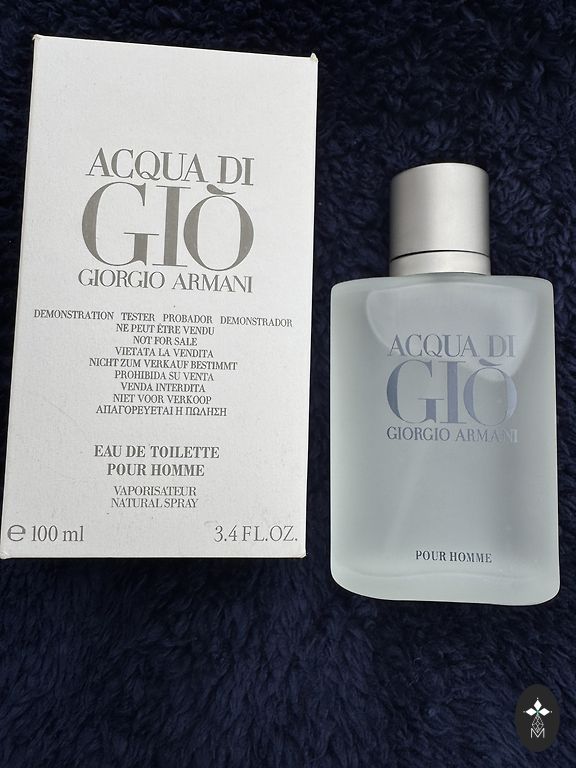 ACQUA DI
GIÒ
GIORGIO ARMANI
DEMONSTRATION TESTER PROBADOR DEMONSTRADOR
NE PEUT ÊTRE VENDU
NOT FOR SALE
VIETATA LA VENDITA
NICHT ZUM VERKAUF BESTIMMT
PROHIBIDA SU VENTA
VENDA INTERDITA
NIET VOOR VERKOOP
ΑΠΑΓΟΡΕΥΕΤΑΙ Η ΠΩΛΗΣΗ
EAU DE TOILETTE
POUR HOMME
VAPORISATEUR
NATURAL SPRAY
℮ 100 ml 3.4 FL.OZ.
ACQUA DI
GIÒ
GIORGIO ARMANI
POUR HOMME
M